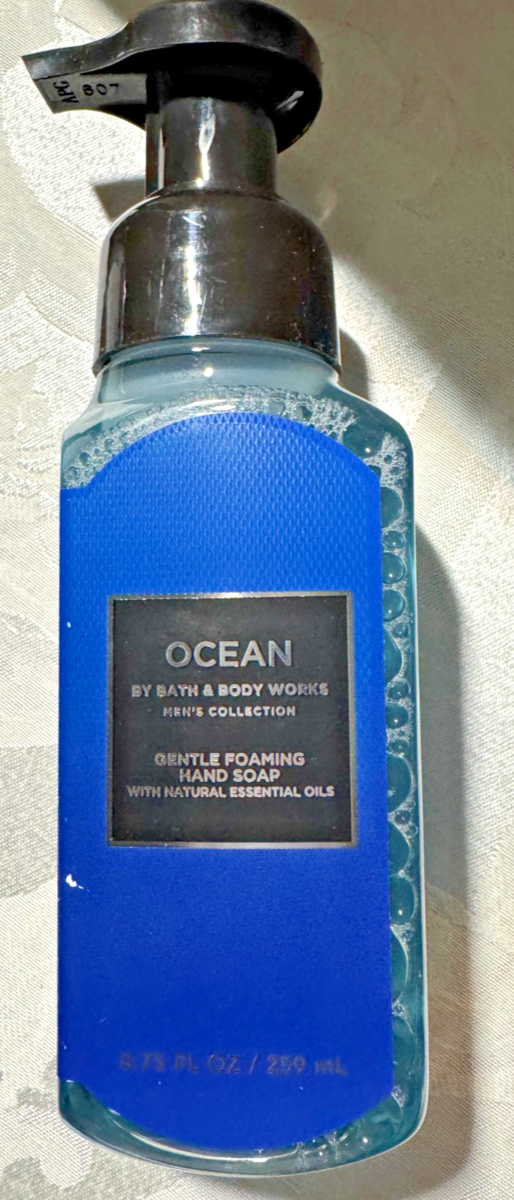 APC 807
OCEAN
BY BATH & BODY WORKS
MEN'S COLLECTION
GENTLE FOAMING
HAND SOAP
WITH NATURAL ESSENTIAL OILS
8.75 FL OZ / 259 mL